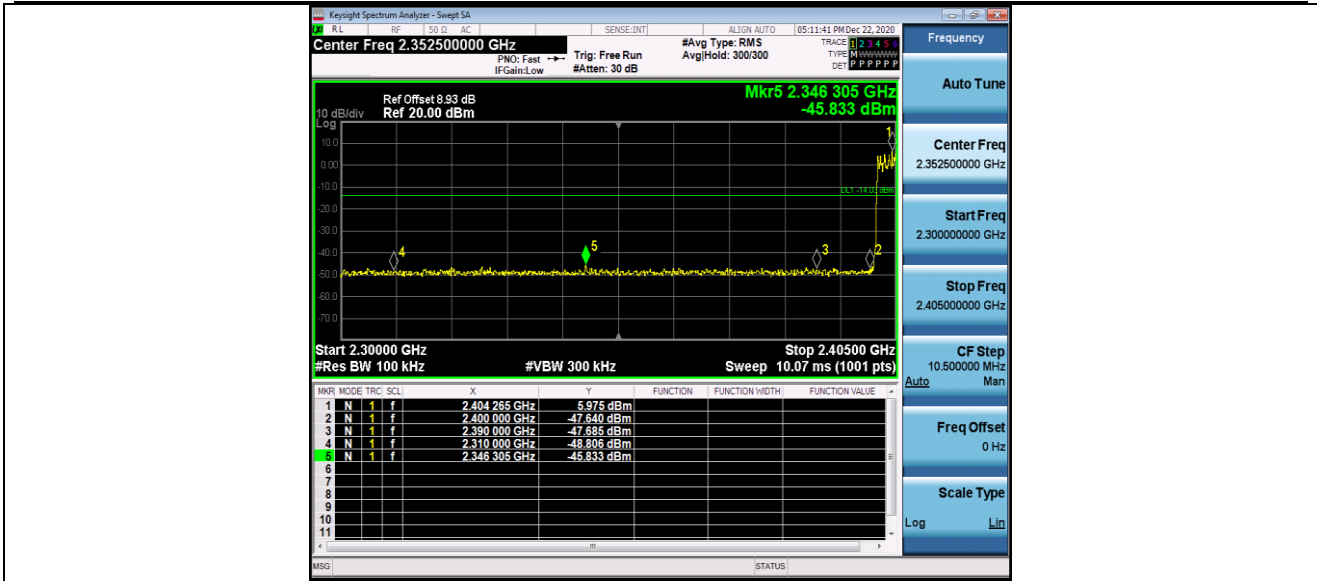 Keysight Spectrum Analyzer - Swept SA
RL RF 50 Ω AC SENSE:INT ALIGN AUTO 05:11:41 PM Dec 22, 2020
Center Freq 2.352500000 GHz
PNO: Fast
IFGain:Low
Trig: Free Run
#Atten: 30 dB
#Avg Type: RMS
Avg|Hold: 300/300
TRACE 1 2 3 4 5 6
TYPE M W W W W W
DET P P P P P P
Ref Offset 8.93 dB
10 dB/div Ref 20.00 dBm
Log
Mkr5 2.346 305 GHz
-45.833 dBm
10.0
0.00
-10.0
-20.0
-30.0
-40.0
-50.0
-60.0
-70.0
DL1 -14.03 dBm
1
4
5
3
2
Start 2.30000 GHz Stop 2.40500 GHz
#Res BW 100 kHz #VBW 300 kHz Sweep 10.07 ms (1001 pts)
MKR MODE TRC SCL X Y FUNCTION FUNCTION WIDTH FUNCTION VALUE
1 N 1 f 2.404 265 GHz 5.975 dBm
2 N 1 f 2.400 000 GHz -47.640 dBm
3 N 1 f 2.390 000 GHz -47.685 dBm
4 N 1 f 2.310 000 GHz -48.806 dBm
5 N 1 f 2.346 305 GHz -45.833 dBm
6
7
8
9
10
11
MSG STATUS
Frequency
Auto Tune
Center Freq
2.352500000 GHz
Start Freq
2.300000000 GHz
Stop Freq
2.405000000 GHz
CF Step
10.500000 MHz
Auto Man
Freq Offset
0 Hz
Scale Type
Log Lin